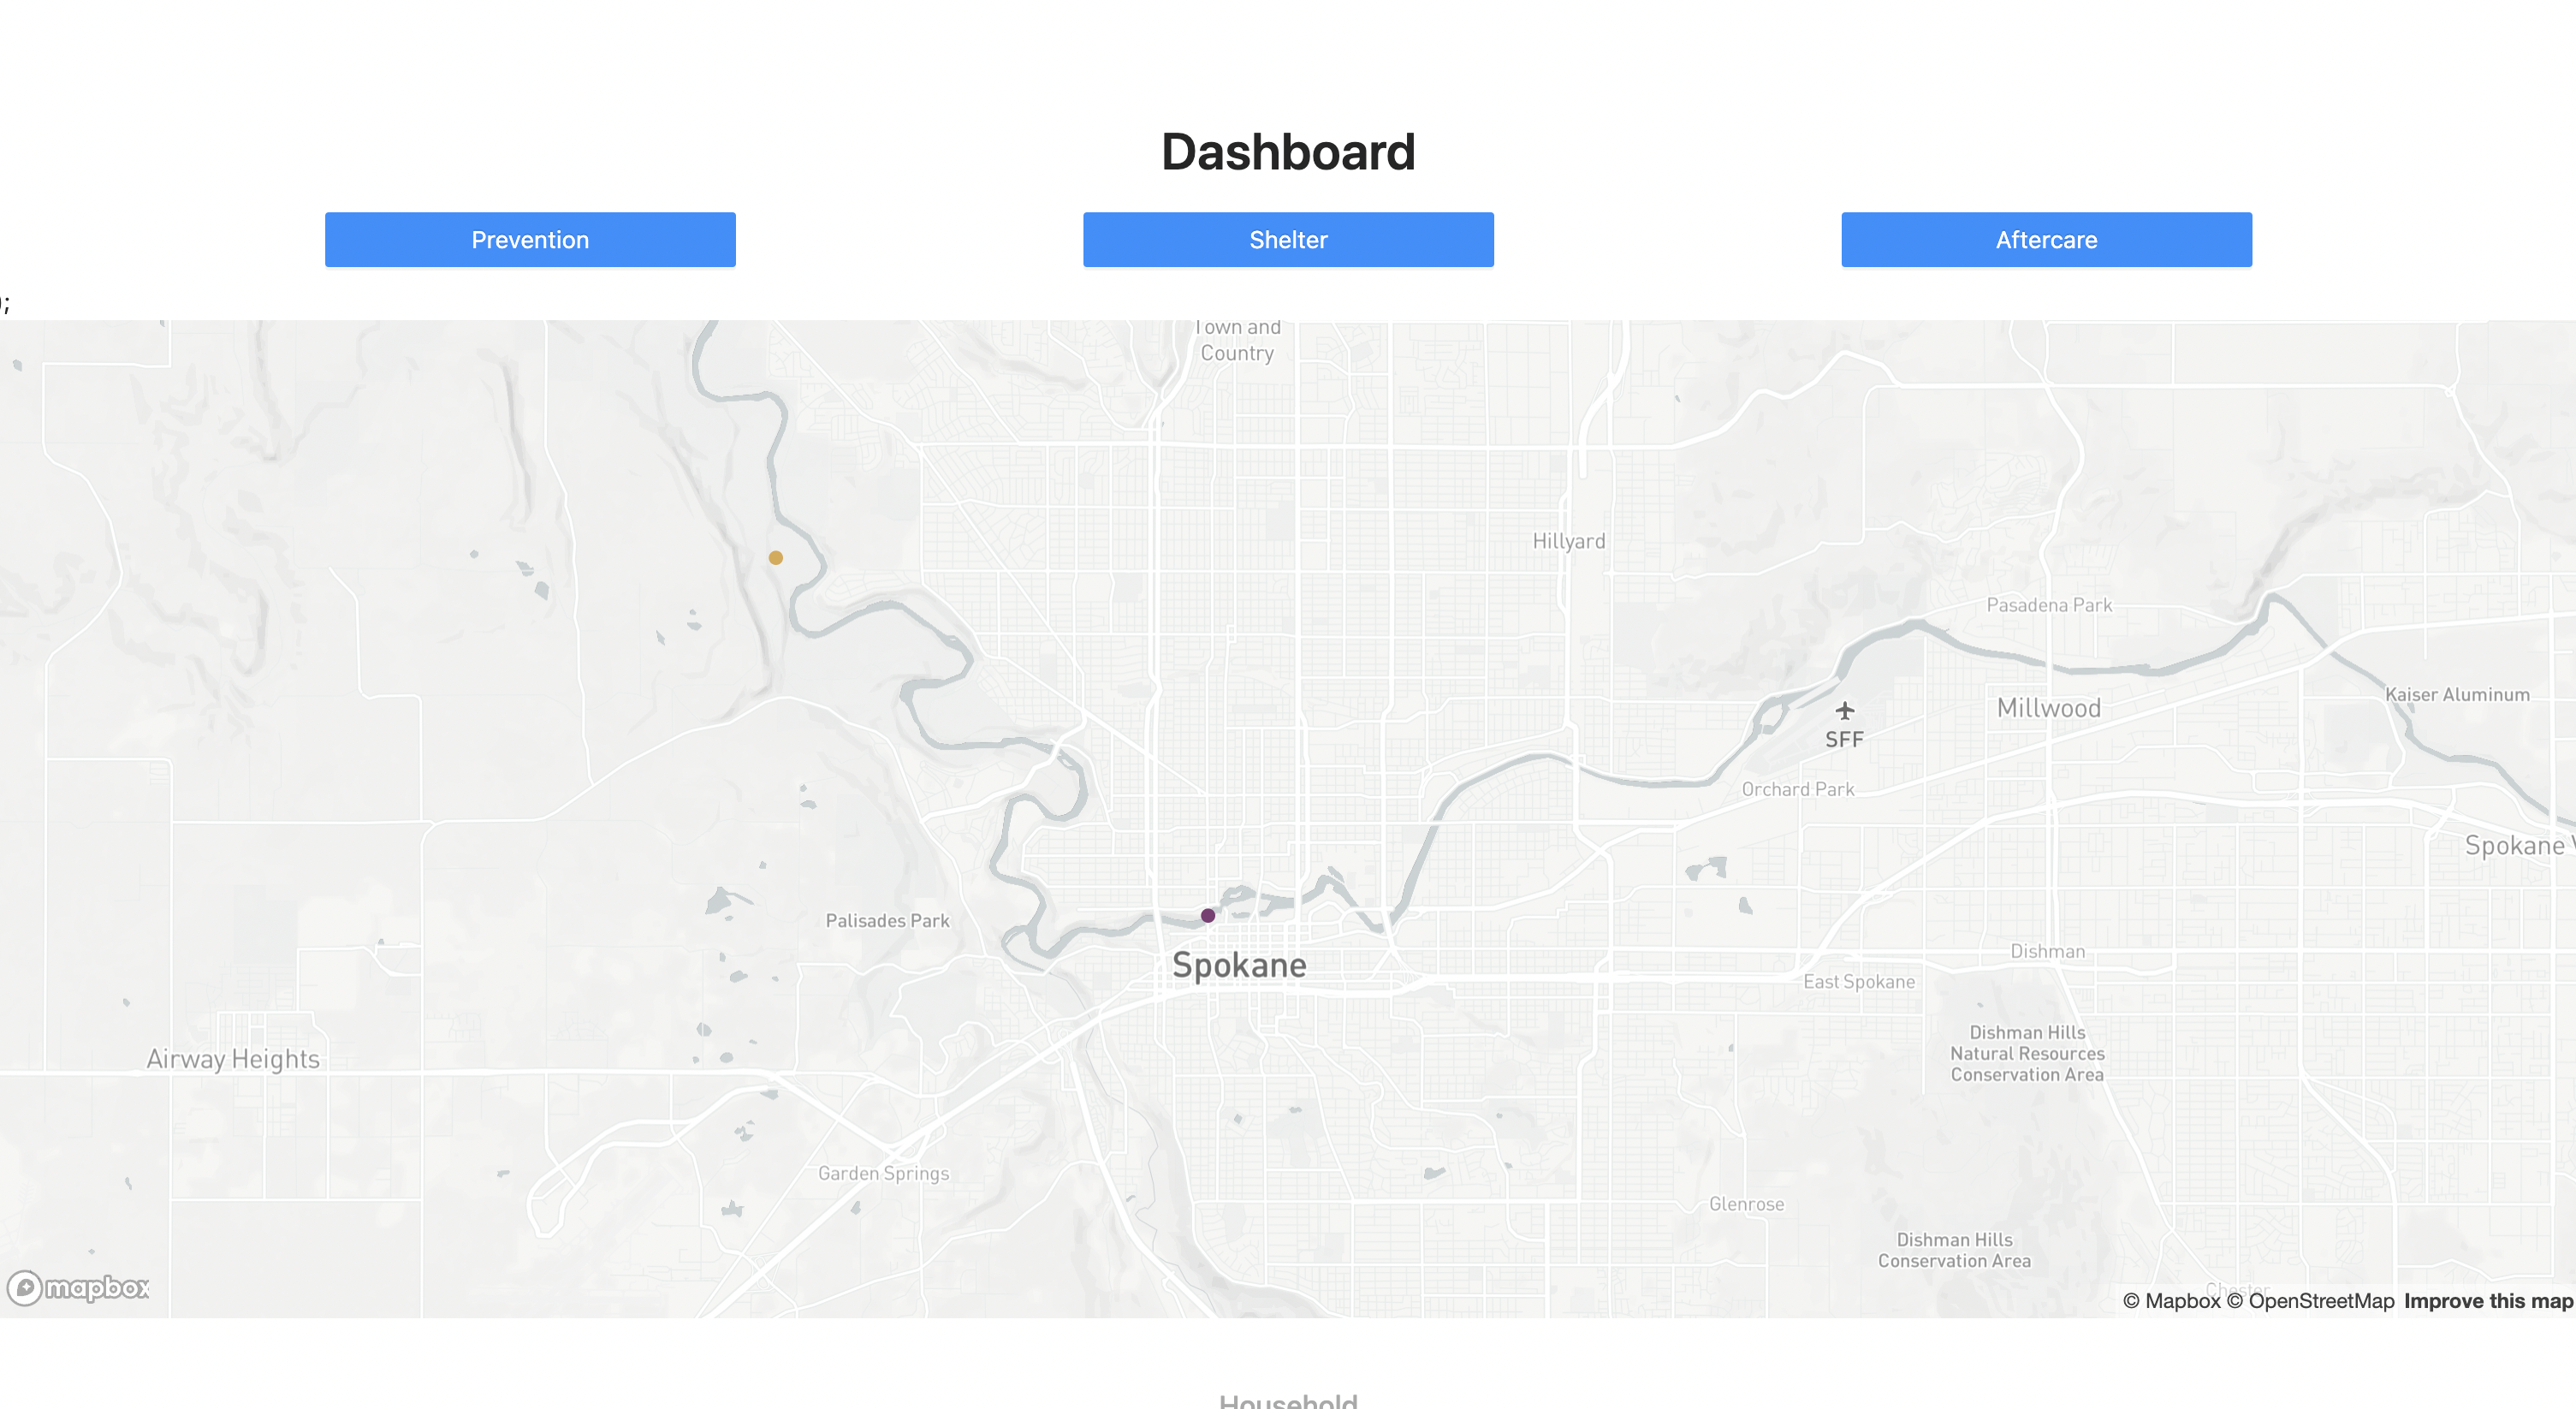 Dashboard
Prevention
Shelter
Aftercare
);
Town and
Country
Hillyard
Pasadena Park
Kaiser Aluminum
Millwood
SFF
Orchard Park
Spokane V
Palisades Park
Spokane
Dishman
East Spokane
Dishman Hills
Natural Resources
Conservation Area
Airway Heights
Garden Springs
Glenrose
Dishman Hills
Conservation Area
Chester
mapbox
© Mapbox © OpenStreetMap Improve this map
Household